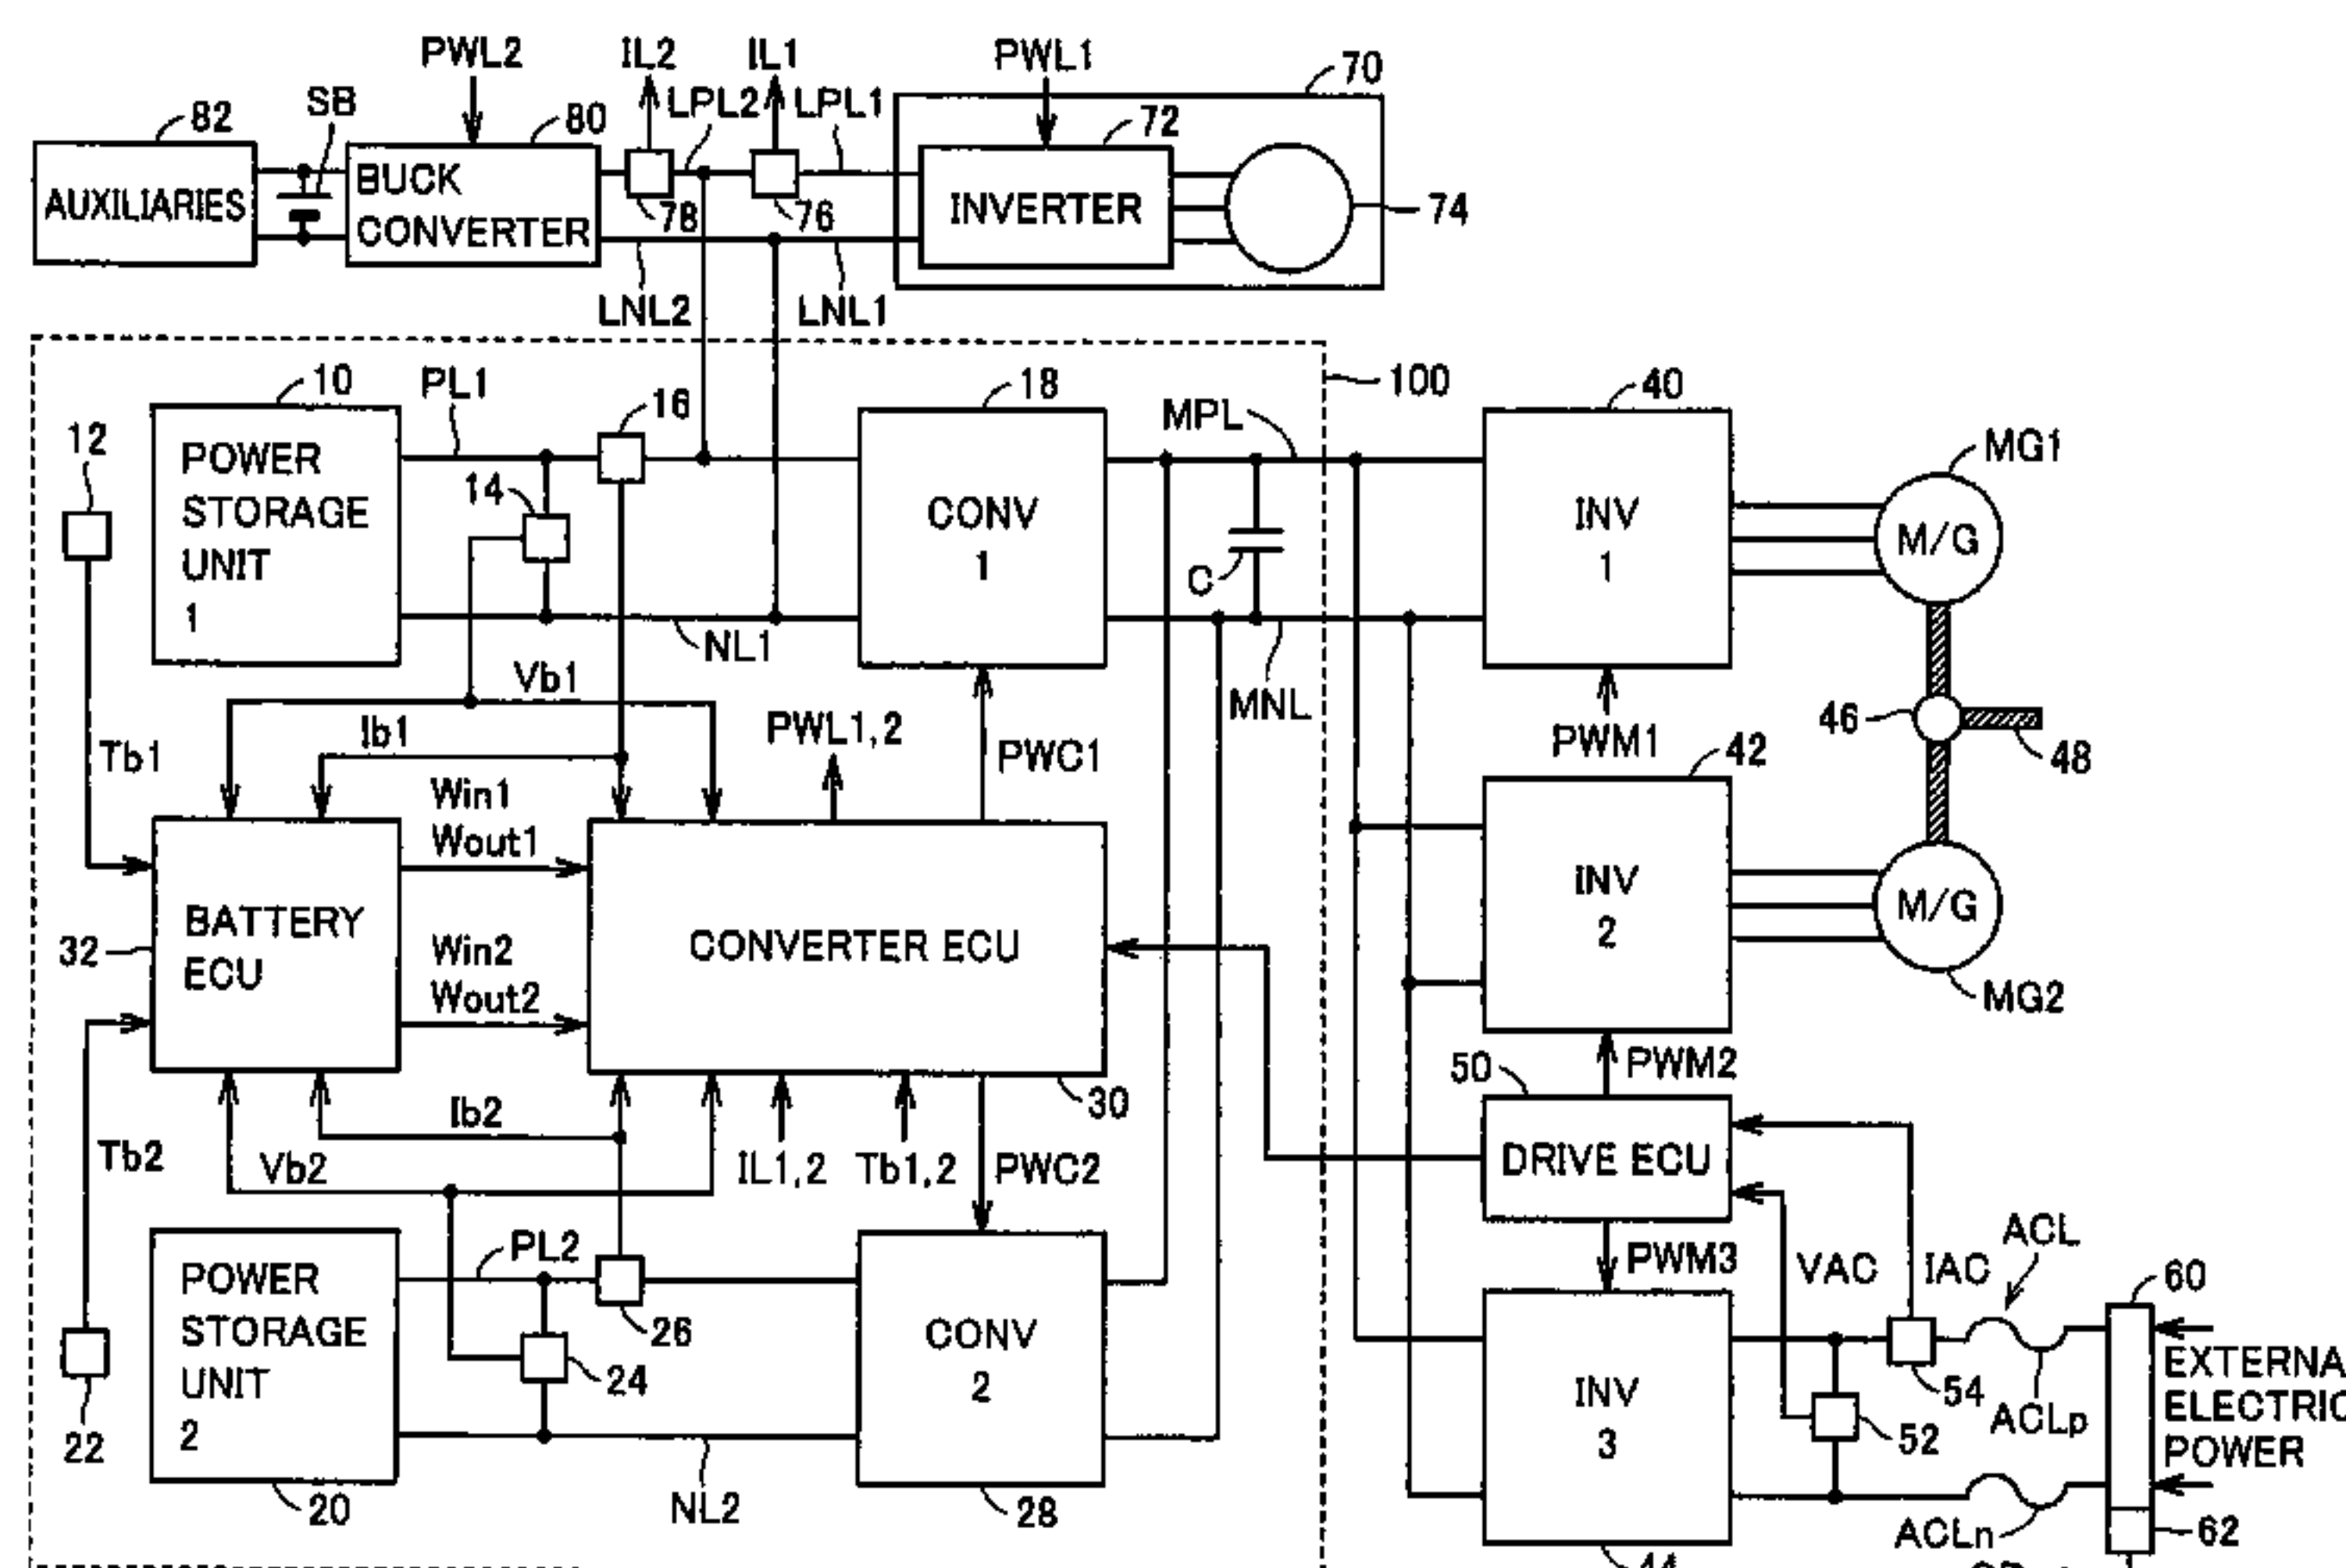 PWL2
IL2
IL1
PWL1
70
82
SB
80
LPL2
LPL1
72
AUXILIARIES
BUCK
CONVERTER
78
76
INVERTER
74
LNL2
LNL1
10
PL1
16
18
MPL
100
40
12
MG1
POWER
STORAGE
UNIT
1
14
CONV
1
C
INV
1
M/G
NL1
Vb1
MNL
Ib1
PWL1,2
PWC1
PWM1
46
48
Tb1
42
Win1
Wout1
BATTERY
ECU
32
Win2
Wout2
CONVERTER ECU
INV
2
M/G
MG2
30
50
PWM2
Ib2
Tb2
Vb2
IL1,2
Tb1,2
PWC2
DRIVE ECU
PL2
PWM3
VAC
IAC
ACL
60
POWER
STORAGE
UNIT
2
26
24
CONV
2
INV
3
54
ACLp
52
EXTERNA
ELECTRIC
POWER
22
20
NL2
28
ACLn
62